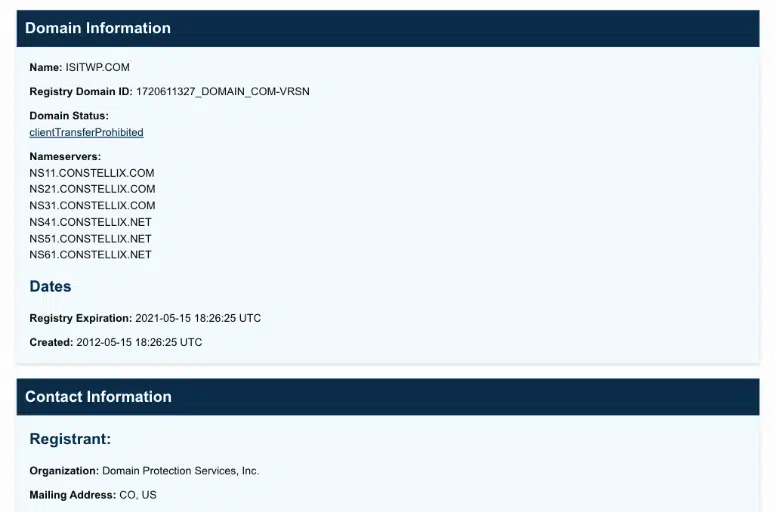 Domain Information
Name: ISITWP.COM
Registry Domain ID: 1720611327_DOMAIN_COM-VRSN
Domain Status:
clientTransferProhibited
Nameservers:
NS11.CONSTELLIX.COM
NS21.CONSTELLIX.COM
NS31.CONSTELLIX.COM
NS41.CONSTELLIX.NET
NS51.CONSTELLIX.NET
NS61.CONSTELLIX.NET
Dates
Registry Expiration: 2021-05-15 18:26:25 UTC
Created: 2012-05-15 18:26:25 UTC
Contact Information
Registrant:
Organization: Domain Protection Services, Inc.
Mailing Address: CO, US